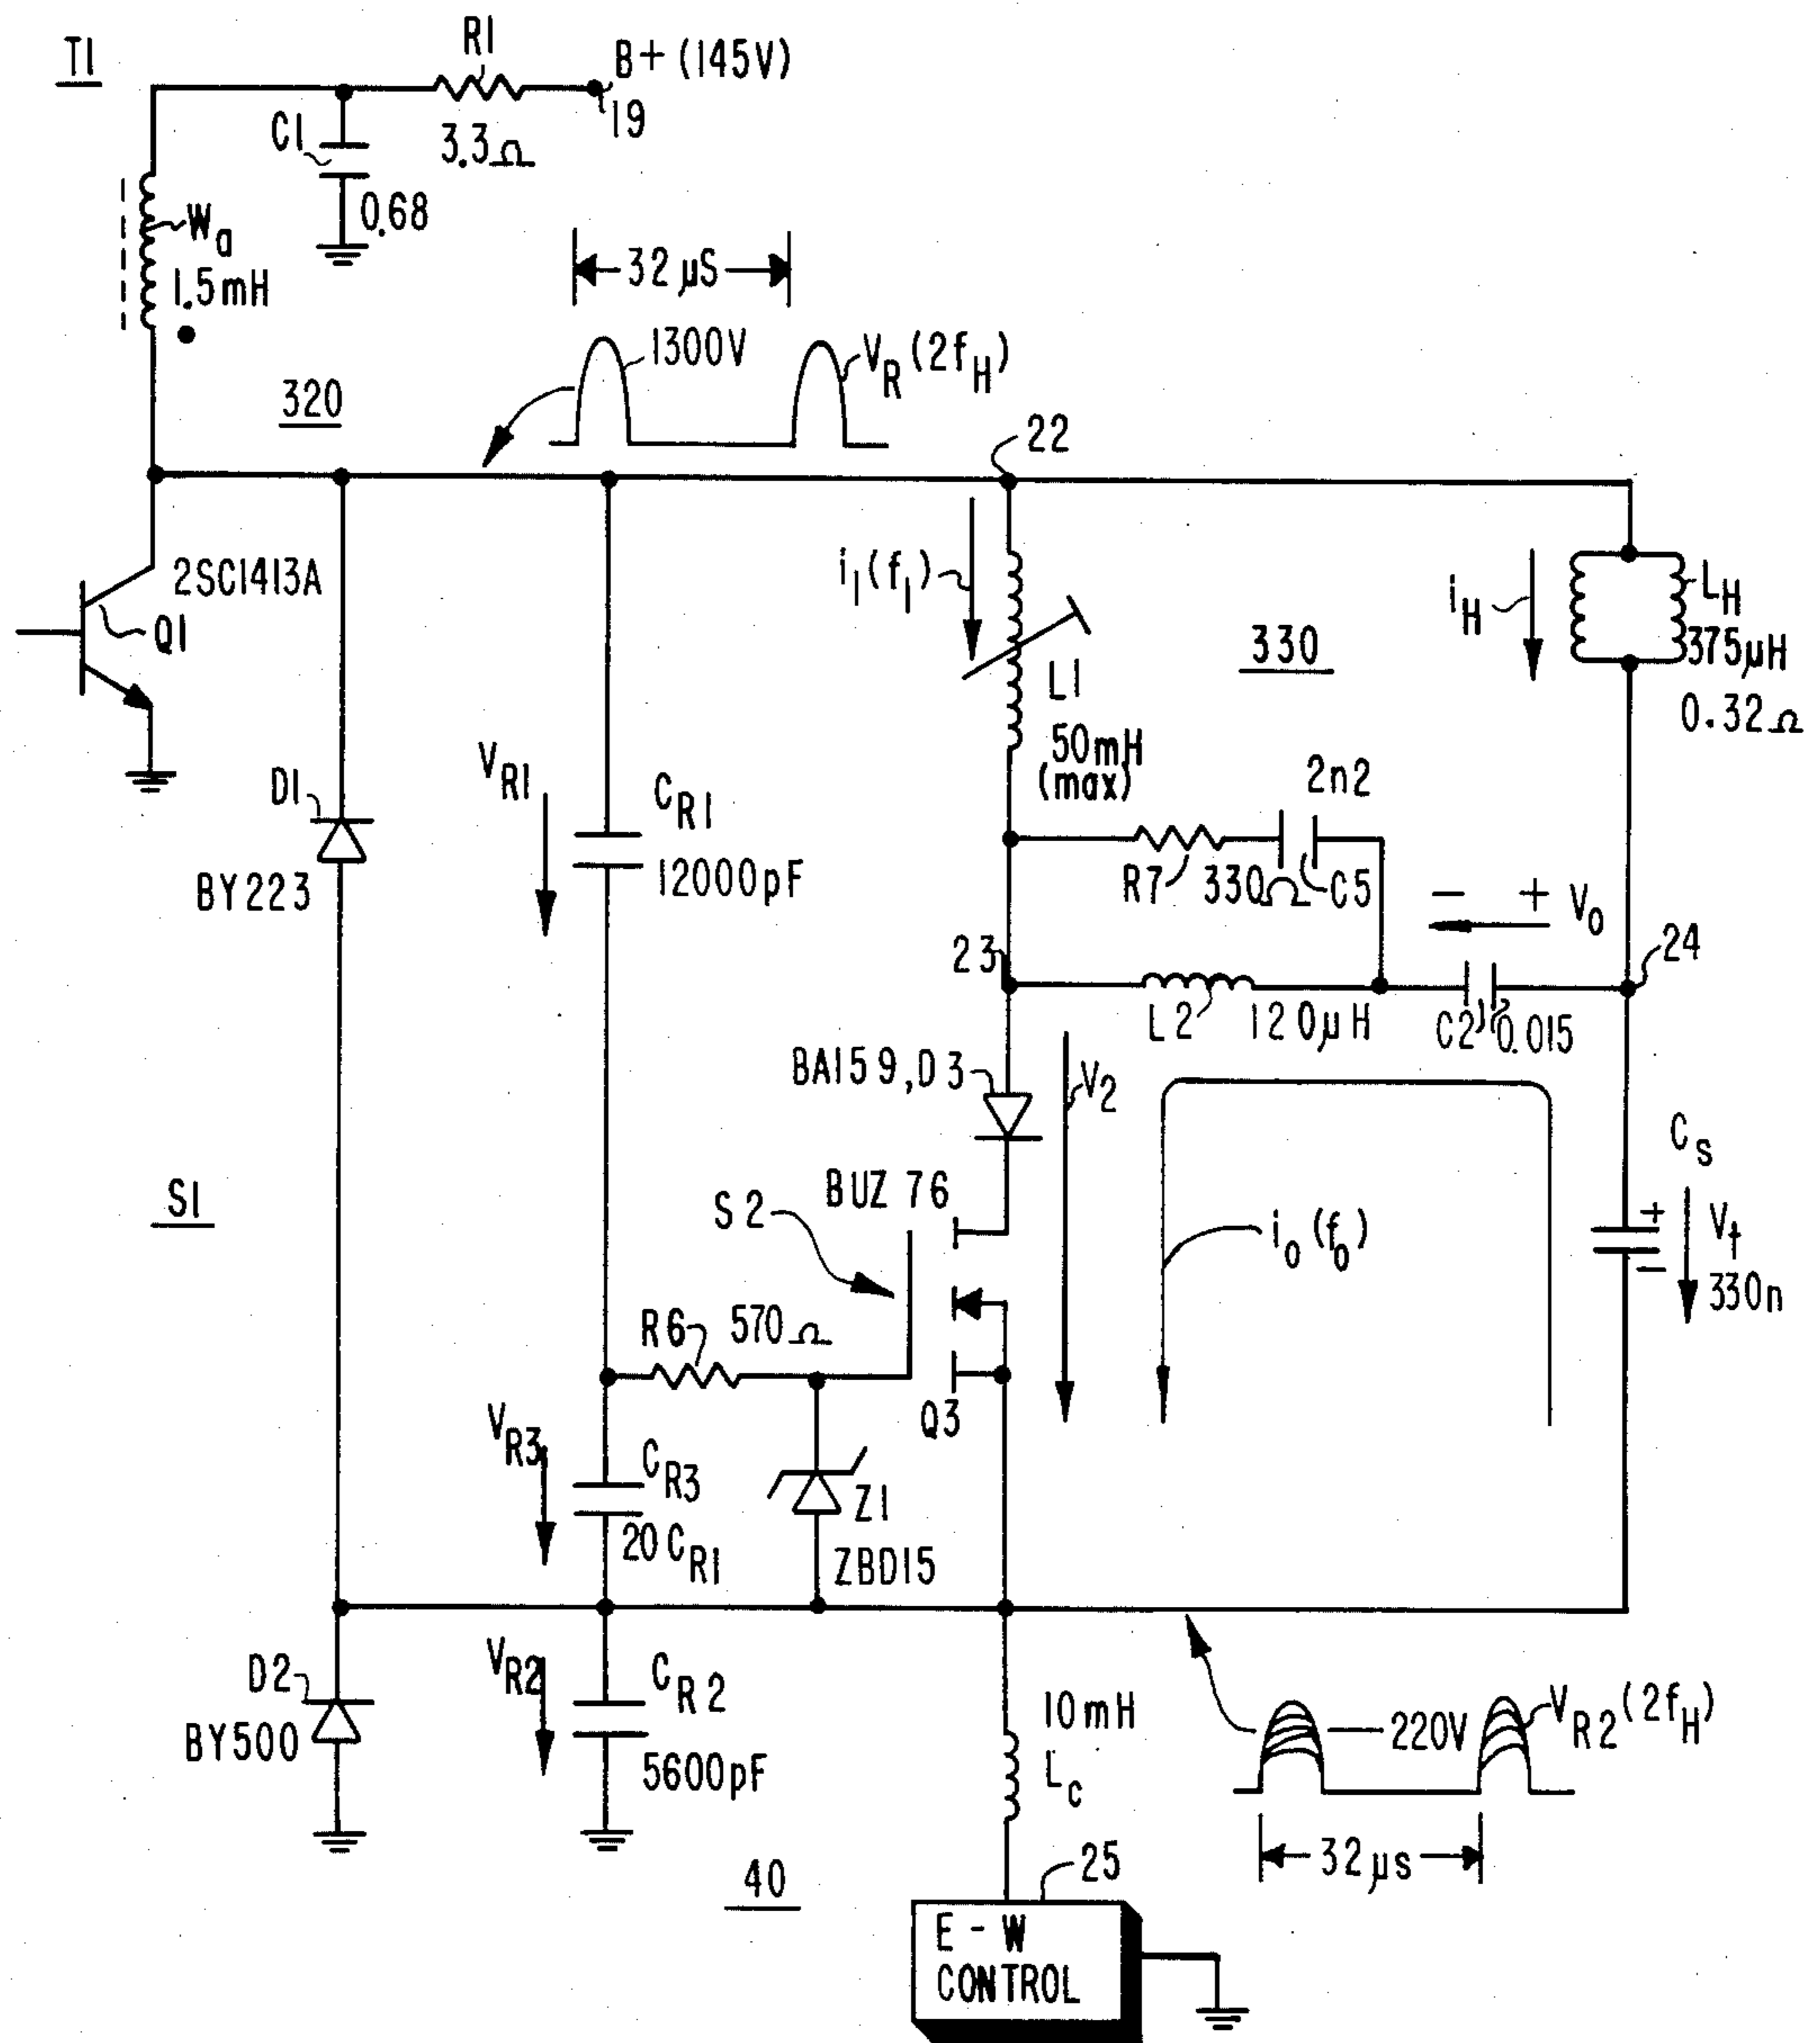 T1
R1
B+ (145V)
19
3.3Ω
C1
0.68
Wa
1.5mH
32 µS
1300V
VR (2fH)
320
22
2SC1413A
Q1
i1(f1)
iH
LH
375µH
0.32Ω
330
L1
50mH
(max)
2n2
VR1
CR1
12000pF
D1
BY223
R7
330Ω
C5
− + Vo
23
24
L2
120µH
C2
0.015
BA159,D3
V2
Cs
S1
BUZ 76
S2
io(fo)
+
Vt
−
330n
R6
570Ω
Q3
VR3
CR3
20CR1
Z1
ZBD15
D2
BY500
VR2
CR2
5600pF
10mH
Lc
220V
VR2(2fH)
32µs
40
25
E - W
CONTROL